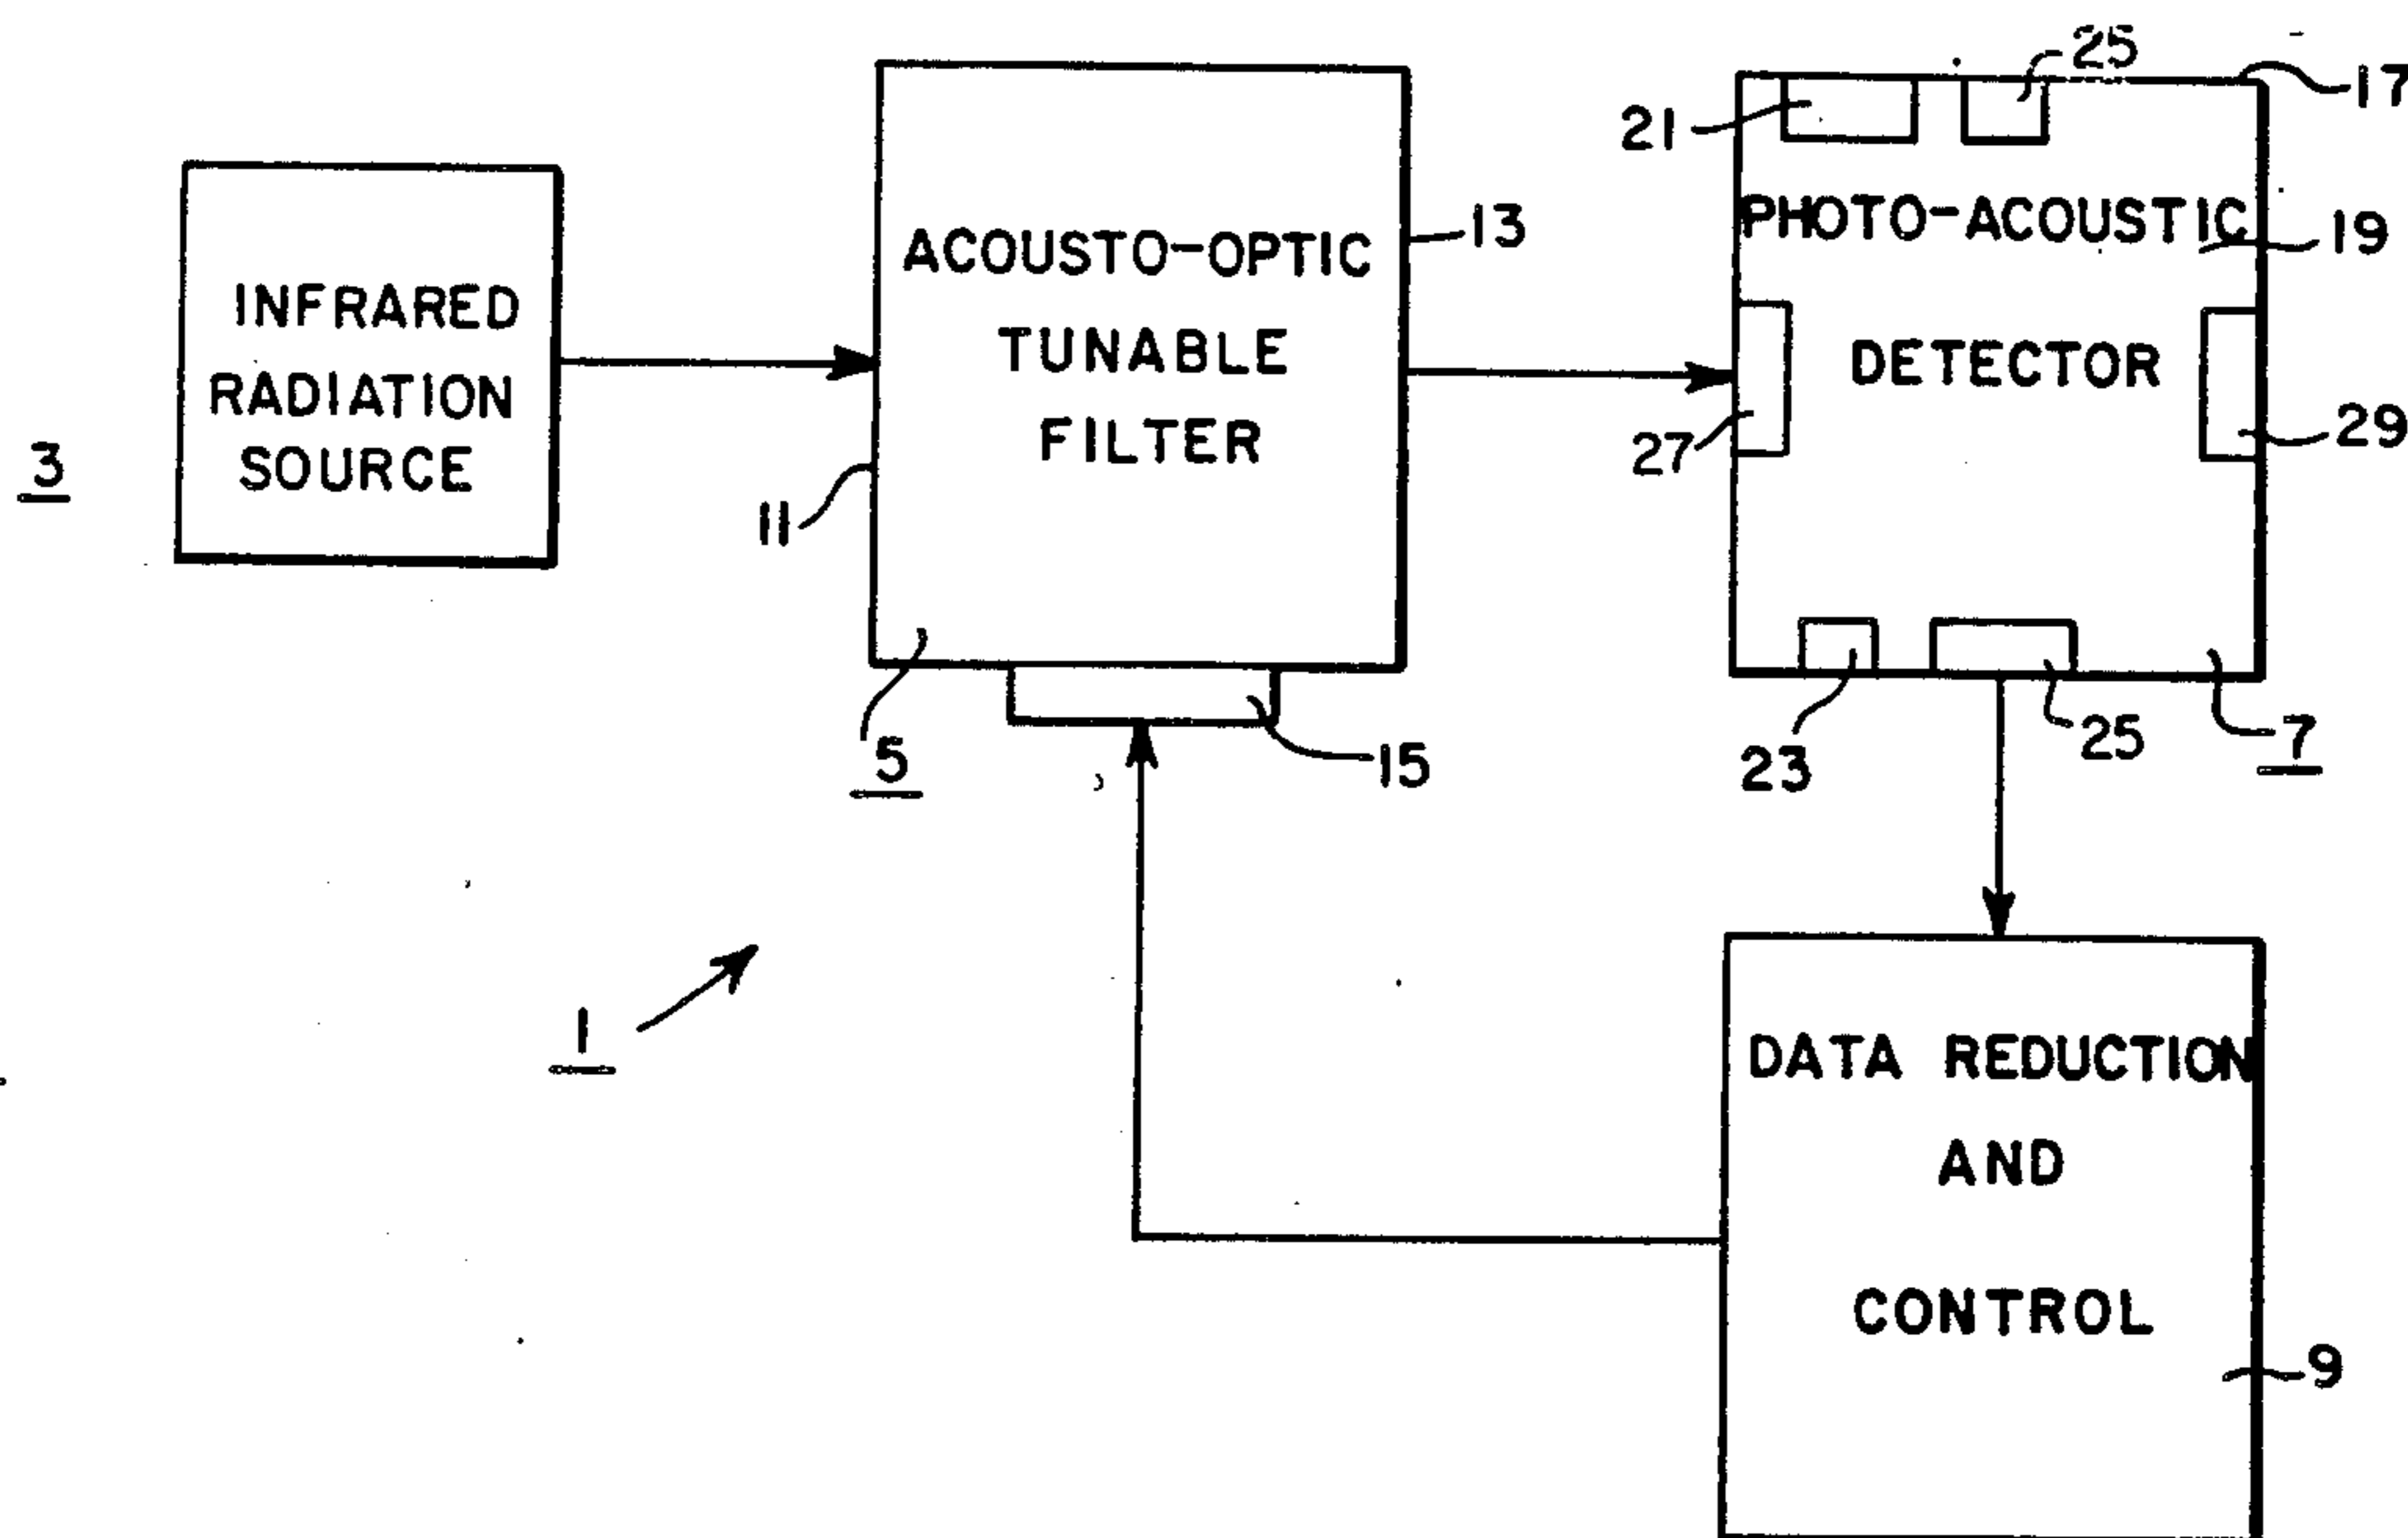 25
17
21
PHOTO-ACOUSTIC
19
DETECTOR
27
29
23
25
7
INFRARED
RADIATION
SOURCE
3
ACOUSTO-OPTIC
TUNABLE
FILTER
13
11
5
15
1
DATA REDUCTION
AND
CONTROL
9